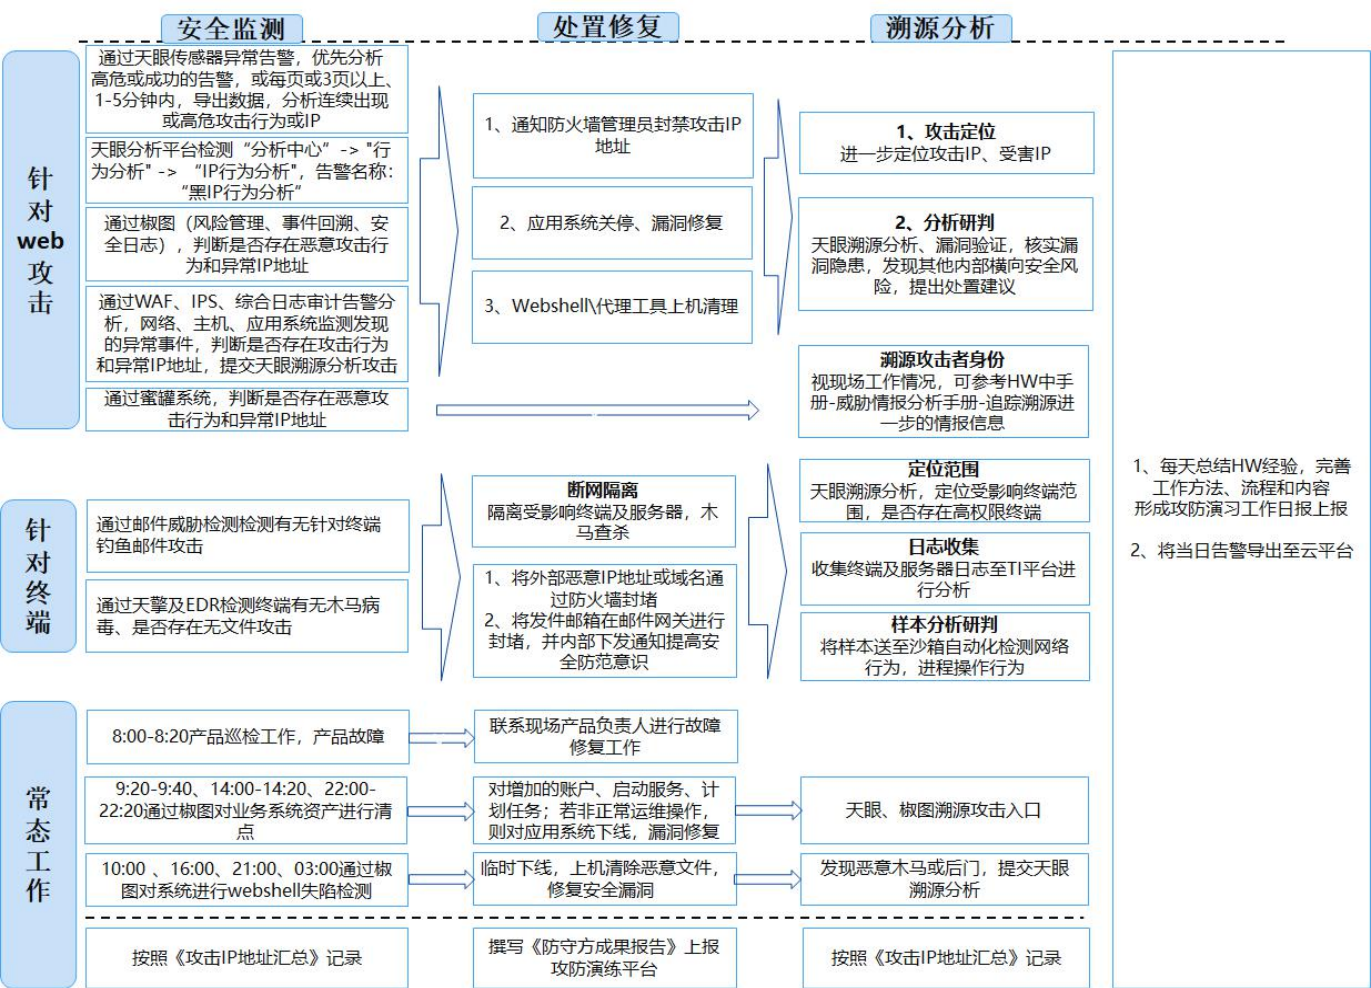 安全监测
处置修复
溯源分析
针
对
web
攻
击
通过天眼传感器异常告警，优先分析
高危或成功的告警，或每页或3页以上、
1-5分钟内，导出数据，分析连续出现
或高危攻击行为或IP
天眼分析平台检测“分析中心”-> "行
为分析" -> “IP行为分析"，告警名称：
“黑IP行为分析”
通过椒图（风险管理、事件回溯、安
全日志），判断是否存在恶意攻击行
为和异常IP地址
通过WAF、IPS、综合日志审计告警分
析，网络、主机、应用系统监测发现
的异常事件，判断是否存在攻击行为
和异常IP地址，提交天眼溯源分析攻击
通过蜜罐系统，判断是否存在恶意攻
击行为和异常IP地址
1、通知防火墙管理员封禁攻击IP
地址
2、应用系统关停、漏洞修复
3、Webshell\代理工具上机清理
1、攻击定位
进一步定位攻击IP、受害IP
2、分析研判
天眼溯源分析、漏洞验证，核实漏
洞隐患，发现其他内部横向安全风
险，提出处置建议
溯源攻击者身份
视现场工作情况，可参考HW中手
册-威胁情报分析手册-追踪溯源进
一步的情报信息
针
对
终
端
通过邮件威胁检测检测有无针对终端
钓鱼邮件攻击
通过天擎及EDR检测终端有无木马病
毒、是否存在无文件攻击
断网隔离
隔离受影响终端及服务器，木
马查杀
1、将外部恶意IP地址或域名通
过防火墙封堵
2、将发件邮箱在邮件网关进行
封堵，并内部下发通知提高安
全防范意识
定位范围
天眼溯源分析，定位受影响终端范
围，是否存在高权限终端
日志收集
收集终端及服务器日志至TI平台进
行分析
样本分析研判
将样本送至沙箱自动化检测网络
行为，进程操作行为
常
态
工
作
8:00-8:20产品巡检工作，产品故障
联系现场产品负责人进行故障
修复工作
9:20-9:40、14:00-14:20、22:00-
22:20通过椒图对业务系统资产进行清
点
对增加的账户、启动服务、计
划任务；若非正常运维操作，
则对应用系统下线，漏洞修复
天眼、椒图溯源攻击入口
10:00 、16:00、21:00、03:00通过椒
图对系统进行webshell失陷检测
临时下线，上机清除恶意文件，
修复安全漏洞
发现恶意木马或后门，提交天眼
溯源分析
按照《攻击IP地址汇总》记录
撰写《防守方成果报告》上报
攻防演练平台
按照《攻击IP地址汇总》记录
1、每天总结HW经验，完善
工作方法、流程和内容
形成攻防演习工作日报上报
2、将当日告警导出至云平台